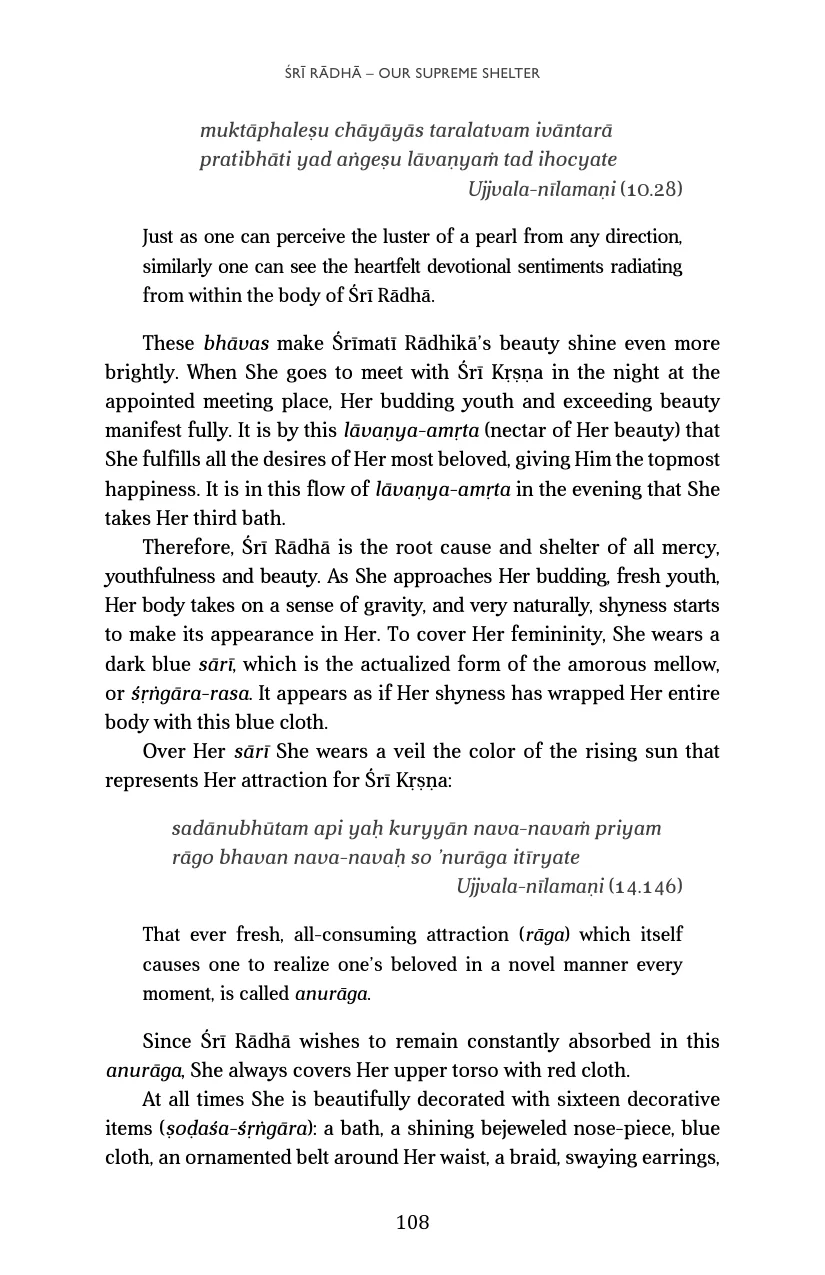 ŚRĪ RĀDHĀ – OUR SUPREME SHELTER
muktāphaleṣu chāyāyās taralatvam ivāntarā
pratibhāti yad aṅgeṣu lāvaṇyaṁ tad ihocyate
Ujjvala-nīlamaṇi (10.28)
Just as one can perceive the luster of a pearl from any direction,
similarly one can see the heartfelt devotional sentiments radiating
from within the body of Śrī Rādhā.
These bhāvas make Śrīmatī Rādhikā’s beauty shine even more
brightly. When She goes to meet with Śrī Kṛṣṇa in the night at the
appointed meeting place, Her budding youth and exceeding beauty
manifest fully. It is by this lāvaṇya-amṛta (nectar of Her beauty) that
She fulfills all the desires of Her most beloved, giving Him the topmost
happiness. It is in this flow of lāvaṇya-amṛta in the evening that She
takes Her third bath.
Therefore, Śrī Rādhā is the root cause and shelter of all mercy,
youthfulness and beauty. As She approaches Her budding, fresh youth,
Her body takes on a sense of gravity, and very naturally, shyness starts
to make its appearance in Her. To cover Her femininity, She wears a
dark blue sārī, which is the actualized form of the amorous mellow,
or śṛṅgāra-rasa. It appears as if Her shyness has wrapped Her entire
body with this blue cloth.
Over Her sārī She wears a veil the color of the rising sun that
represents Her attraction for Śrī Kṛṣṇa:
sadānubhūtam api yaḥ kuryyān nava-navaṁ priyam
rāgo bhavan nava-navaḥ so ’nurāga itīryate
Ujjvala-nīlamaṇi (14.146)
That ever fresh, all-consuming attraction (rāga) which itself
causes one to realize one’s beloved in a novel manner every
moment, is called anurāga.
Since Śrī Rādhā wishes to remain constantly absorbed in this
anurāga, She always covers Her upper torso with red cloth.
At all times She is beautifully decorated with sixteen decorative
items (ṣoḍaśa-śṛṅgāra): a bath, a shining bejeweled nose-piece, blue
cloth, an ornamented belt around Her waist, a braid, swaying earrings,
108